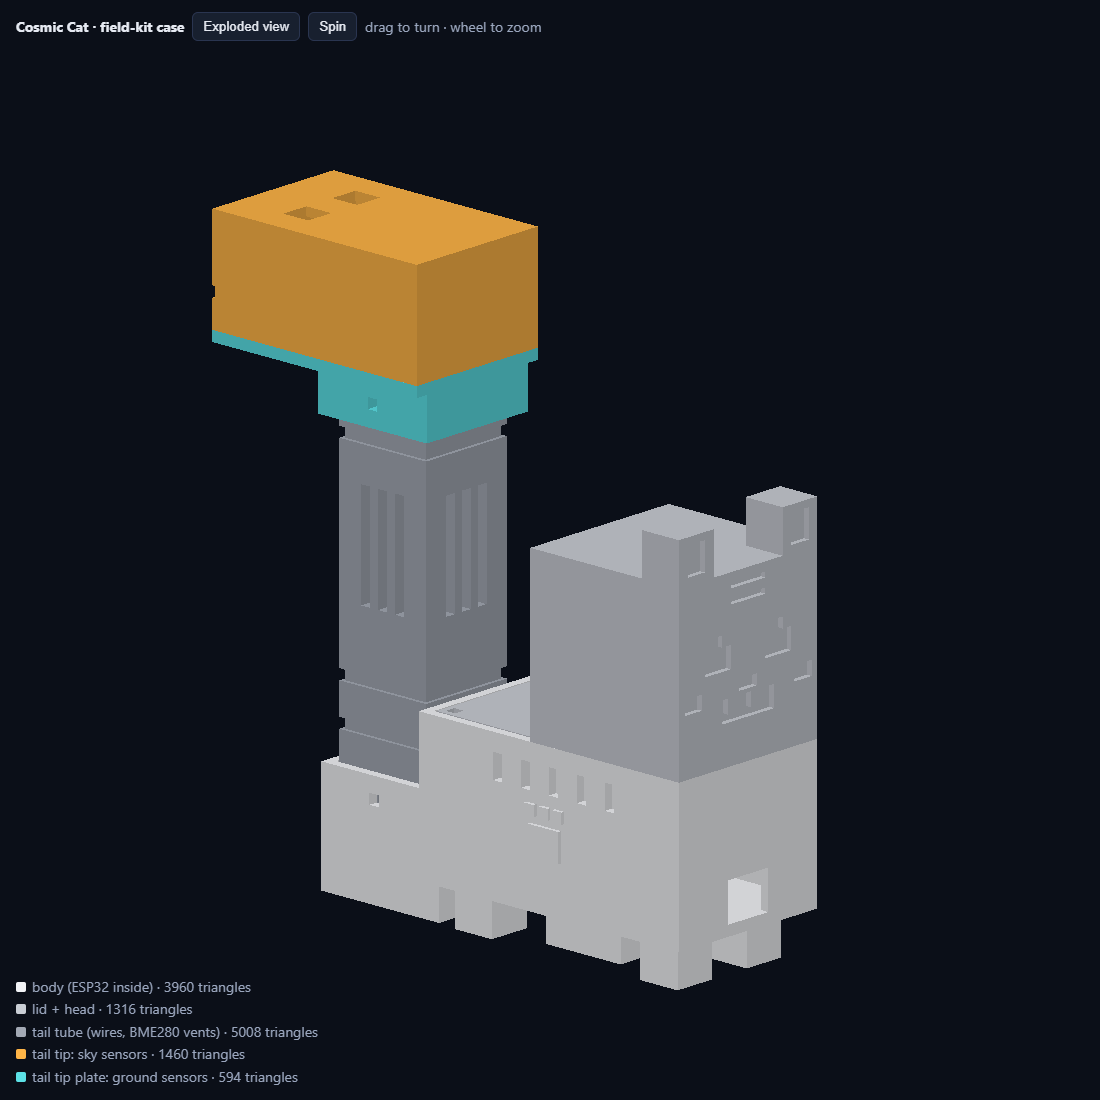 Cosmic Cat · field-kit case Exploded view Spin drag to turn · wheel to zoom
body (ESP32 inside) · 3960 triangles
lid + head · 1316 triangles
tail tube (wires, BME280 vents) · 5008 triangles
tail tip: sky sensors · 1460 triangles
tail tip plate: ground sensors · 594 triangles